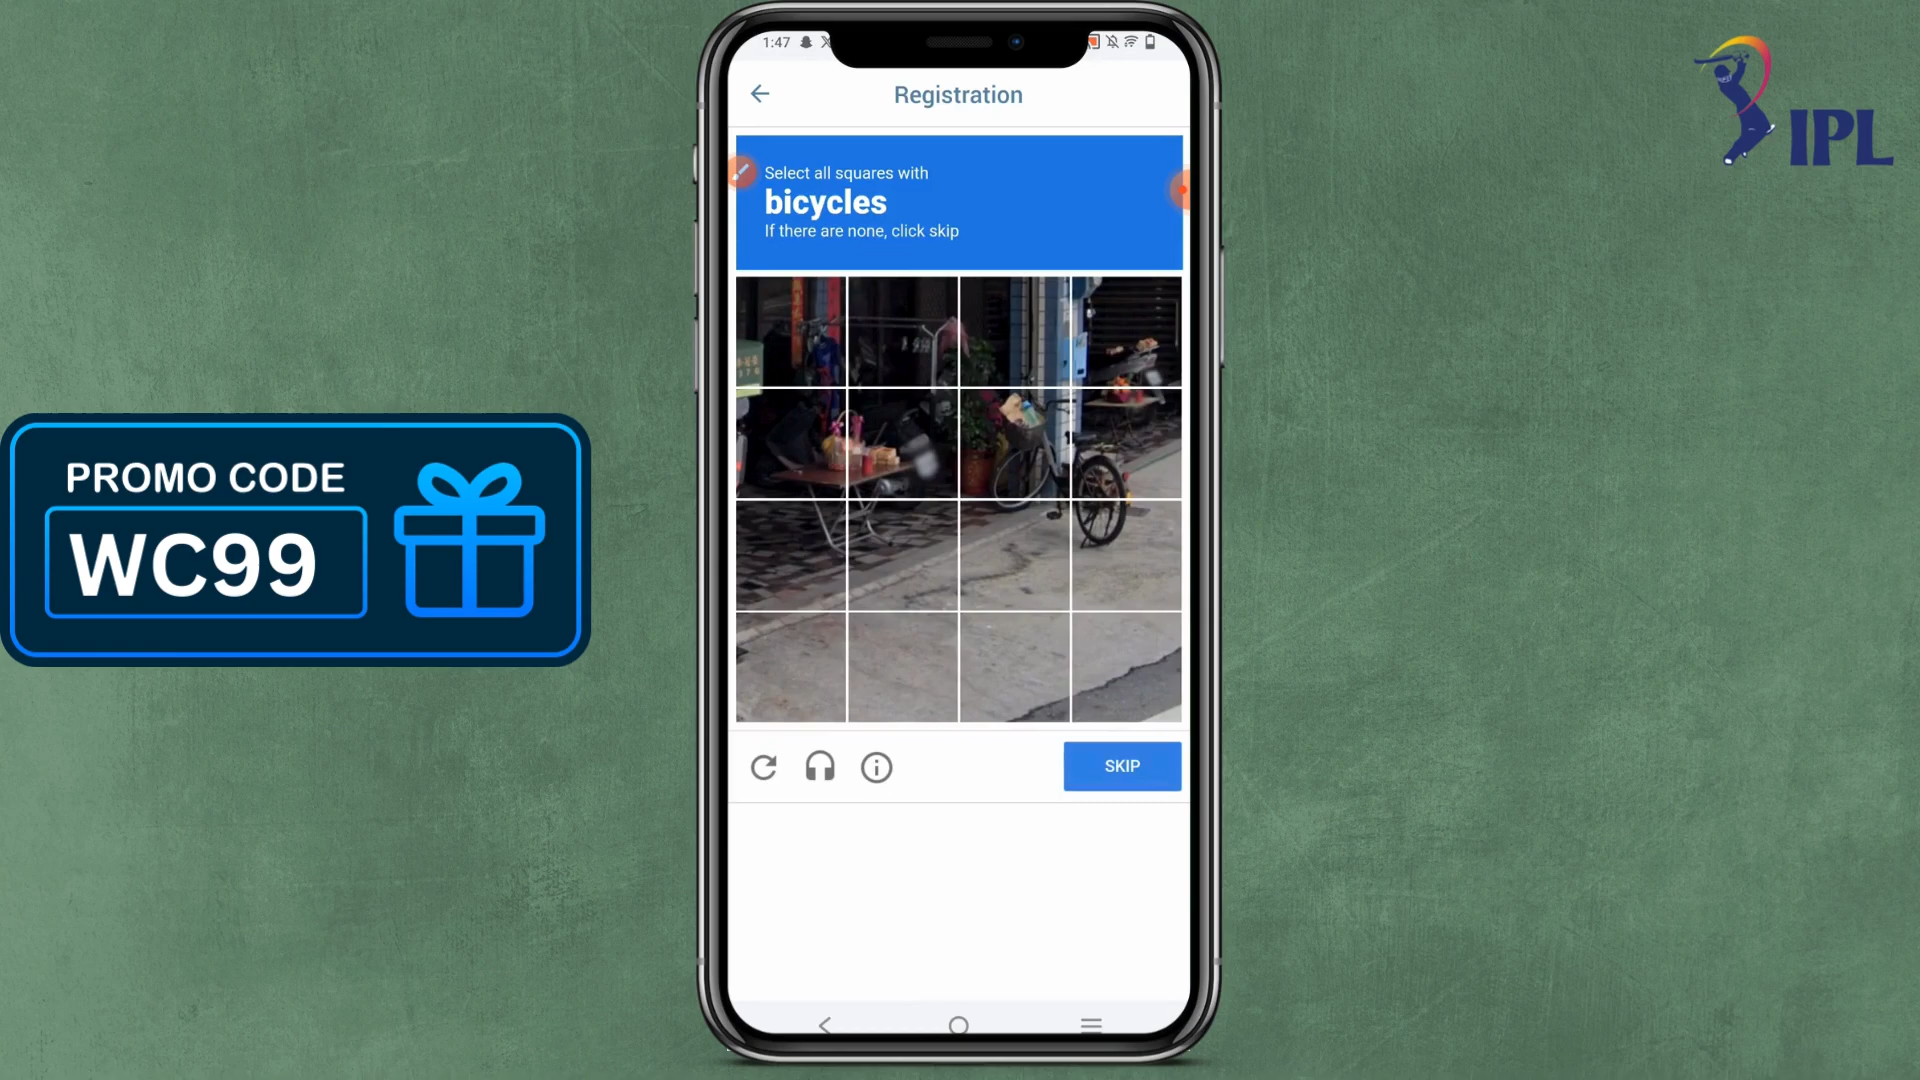 1:47
Registration
Select all squares with
bicycles
If there are none, click skip
SKIP
PROMO CODE
WC99
IPL